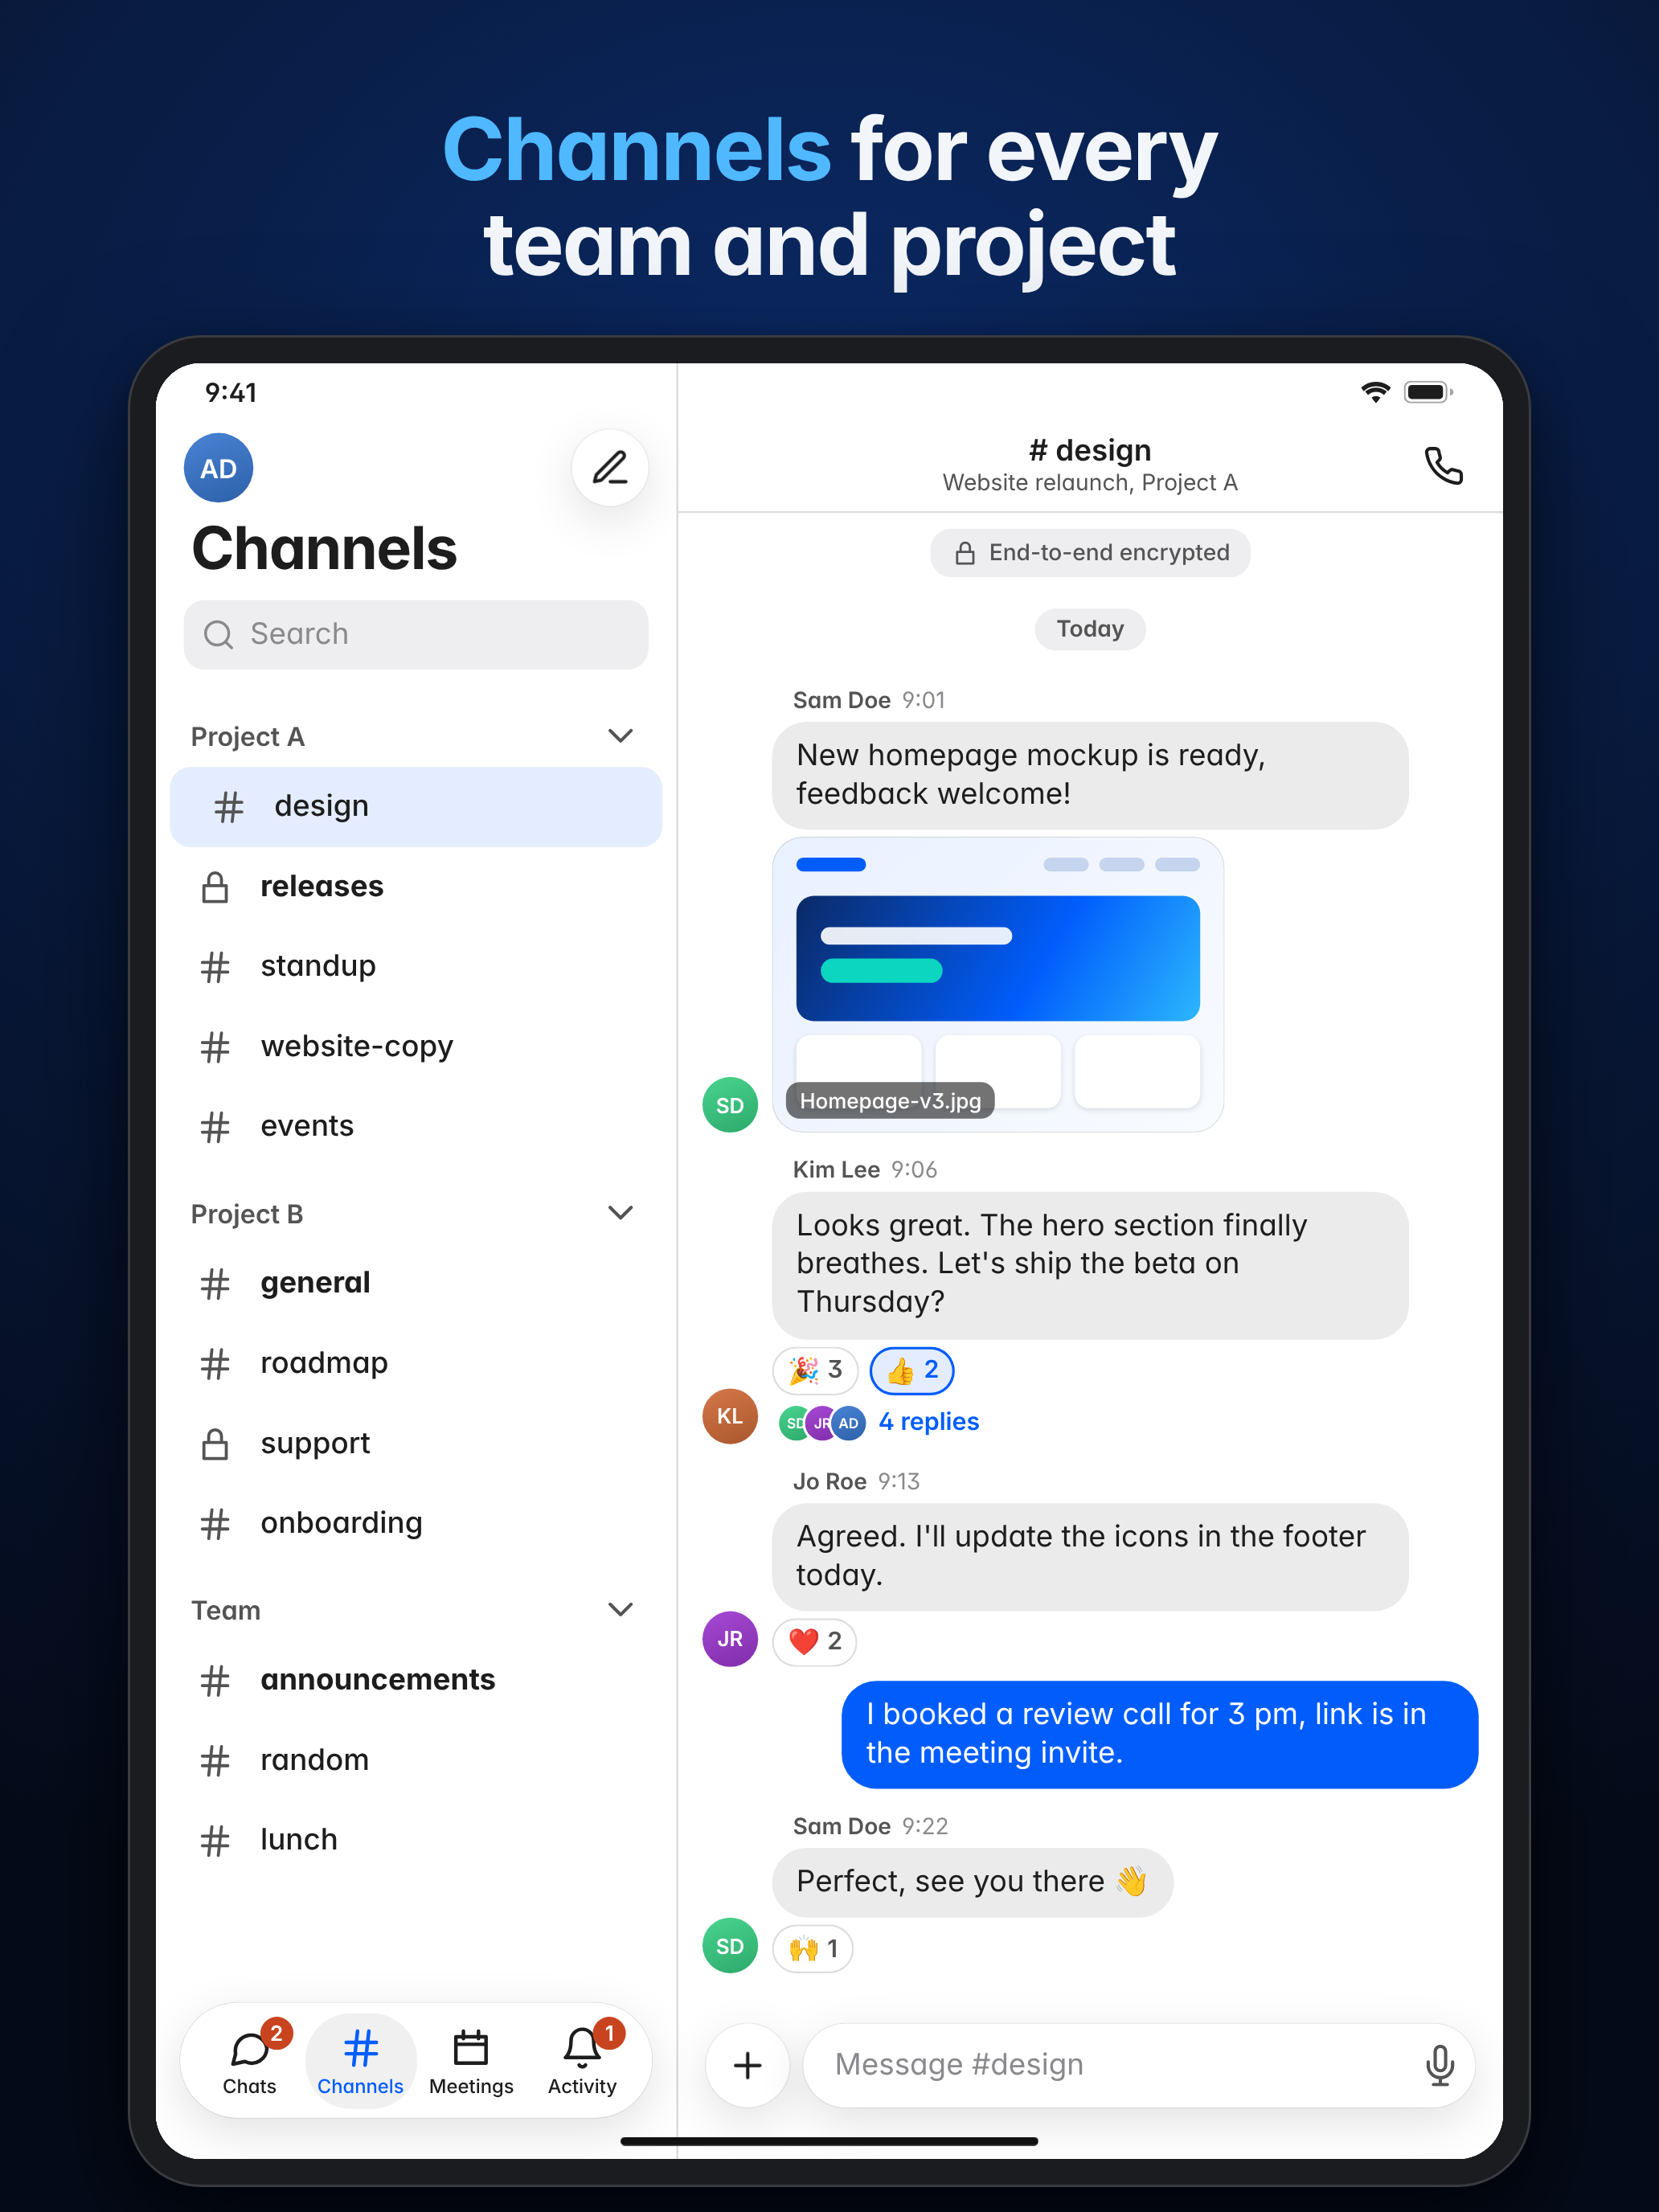 Channels for every
team and project
9:41
AD
Channels
Search
Project A
design
releases
standup
website-copy
events
Project B
general
roadmap
support
onboarding
Team
announcements
random
lunch
2
1
Chats
Channels
Meetings
Activity
# design
Website relaunch, Project A
End-to-end encrypted
Today
Sam Doe 9:01
New homepage mockup is ready,
feedback welcome!
Homepage-v3.jpg
SD
Kim Lee 9:06
Looks great. The hero section finally
breathes. Let's ship the beta on
Thursday?
🎉 3 👍 2
KL
SD JR AD 4 replies
Jo Roe 9:13
Agreed. I'll update the icons in the footer
today.
JR
❤️ 2
I booked a review call for 3 pm, link is in
the meeting invite.
Sam Doe 9:22
Perfect, see you there 👋
SD
🙌 1
Message #design